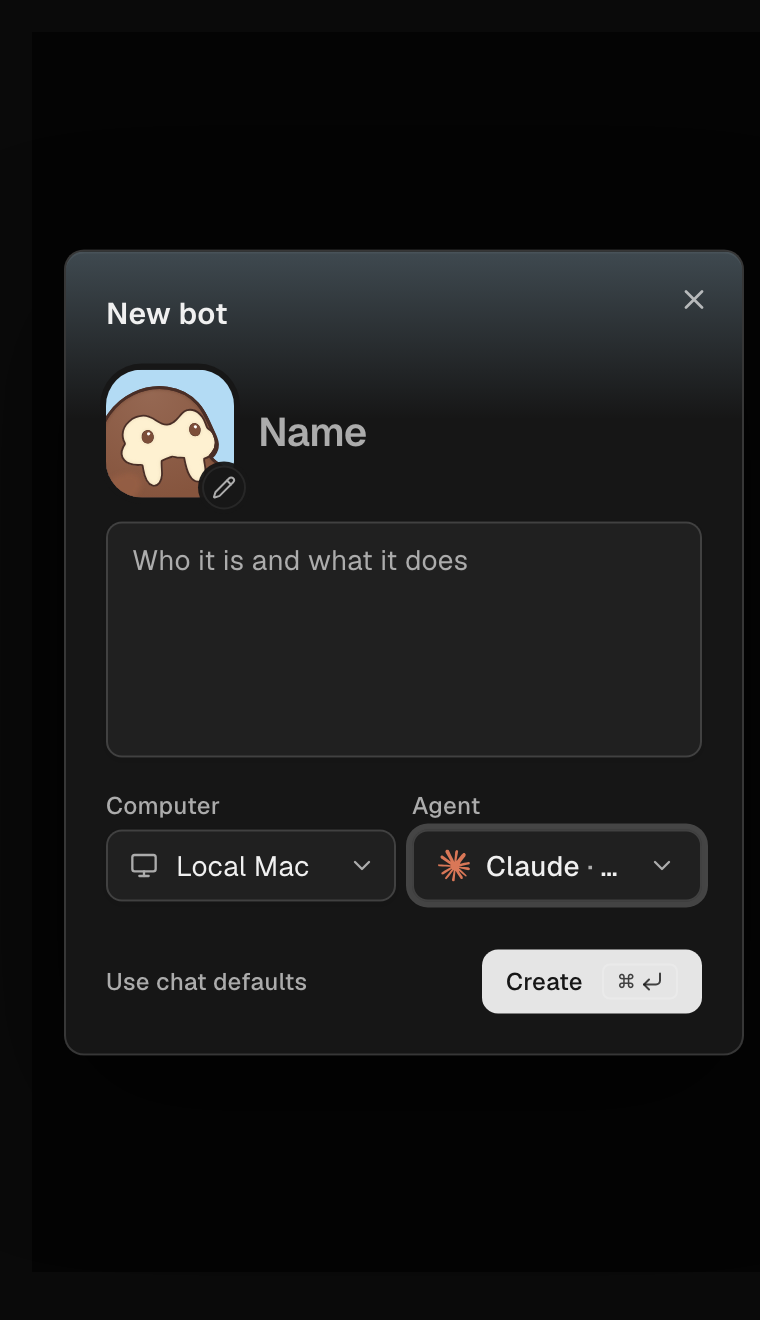 New bot
Name
Who it is and what it does
Computer
Agent
Local Mac
Claude · ...
Use chat defaults
Create ⌘ ↵